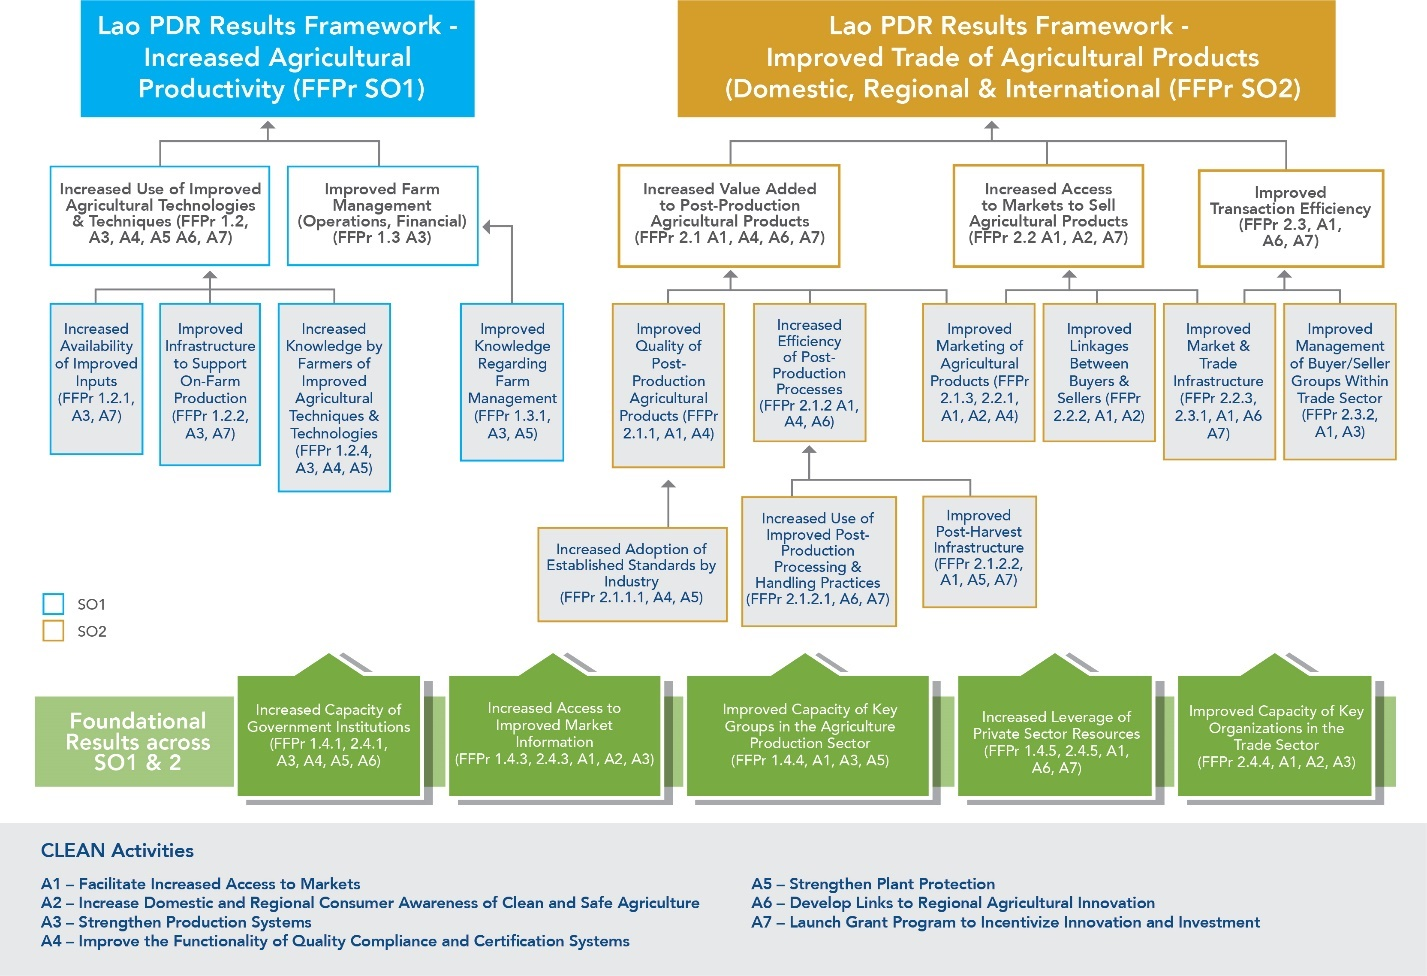 Lao PDR Results Framework -
Increased Agricultural
Productivity (FFPr SO1)
Lao PDR Results Framework -
Improved Trade of Agricultural Products
(Domestic, Regional & International (FFPr SO2)
Increased Use of Improved
Agricultural Technologies
& Techniques (FFPr 1.2,
A3, A4, A5 A6, A7)
Improved Farm
Management
(Operations, Financial)
(FFPr 1.3 A3)
Increased Value Added
to Post-Production
Agricultural Products
(FFPr 2.1 A1, A4, A6, A7)
Increased Access
to Markets to Sell
Agricultural Products
(FFPr 2.2 A1, A2, A7)
Improved
Transaction Efficiency
(FFPr 2.3, A1,
A6, A7)
Increased
Availability
of Improved
Inputs
(FFPr 1.2.1,
A3, A7)
Improved
Infrastructure
to Support
On-Farm
Production
(FFPr 1.2.2,
A3, A7)
Increased
Knowledge by
Farmers of
Improved
Agricultural
Techniques &
Technologies
(FFPr 1.2.4,
A3, A4, A5)
Improved
Knowledge
Regarding
Farm
Management
(FFPr 1.3.1,
A3, A5)
Improved
Quality of
Post-
Production
Agricultural
Products (FFPr
2.1.1, A1, A4)
Increased
Efficiency
of Post-
Production
Processes
(FFPr 2.1.2 A1,
A4, A6)
Improved
Marketing of
Agricultural
Products (FFPr
2.1.3, 2.2.1,
A1, A2, A4)
Improved
Linkages
Between
Buyers &
Sellers (FFPr
2.2.2, A1, A2)
Improved
Market &
Trade
Infrastructure
(FFPr 2.2.3,
2.3.1, A1, A6
A7)
Improved
Management
of Buyer/Seller
Groups Within
Trade Sector
(FFPr 2.3.2,
A1, A3)
Increased Adoption of
Established Standards by
Industry
(FFPr 2.1.1.1, A4, A5)
Increased Use of
Improved Post-
Production
Processing &
Handling Practices
(FFPr 2.1.2.1, A6, A7)
Improved
Post-Harvest
Infrastructure
(FFPr 2.1.2.2,
A1, A5, A7)
SO1
SO2
Foundational
Results across
SO1 & 2
Increased Capacity of
Government Institutions
(FFPr 1.4.1, 2.4.1,
A3, A4, A5, A6)
Increased Access to
Improved Market
Information
(FFPr 1.4.3, 2.4.3, A1, A2, A3)
Improved Capacity of Key
Groups in the Agriculture
Production Sector
(FFPr 1.4.4, A1, A3, A5)
Increased Leverage of
Private Sector Resources
(FFPr 1.4.5, 2.4.5, A1,
A6, A7)
Improved Capacity of Key
Organizations in the
Trade Sector
(FFPr 2.4.4, A1, A2, A3)
CLEAN Activities
A1 – Facilitate Increased Access to Markets
A2 – Increase Domestic and Regional Consumer Awareness of Clean and Safe Agriculture
A3 – Strengthen Production Systems
A4 – Improve the Functionality of Quality Compliance and Certification Systems
A5 – Strengthen Plant Protection
A6 – Develop Links to Regional Agricultural Innovation
A7 – Launch Grant Program to Incentivize Innovation and Investment